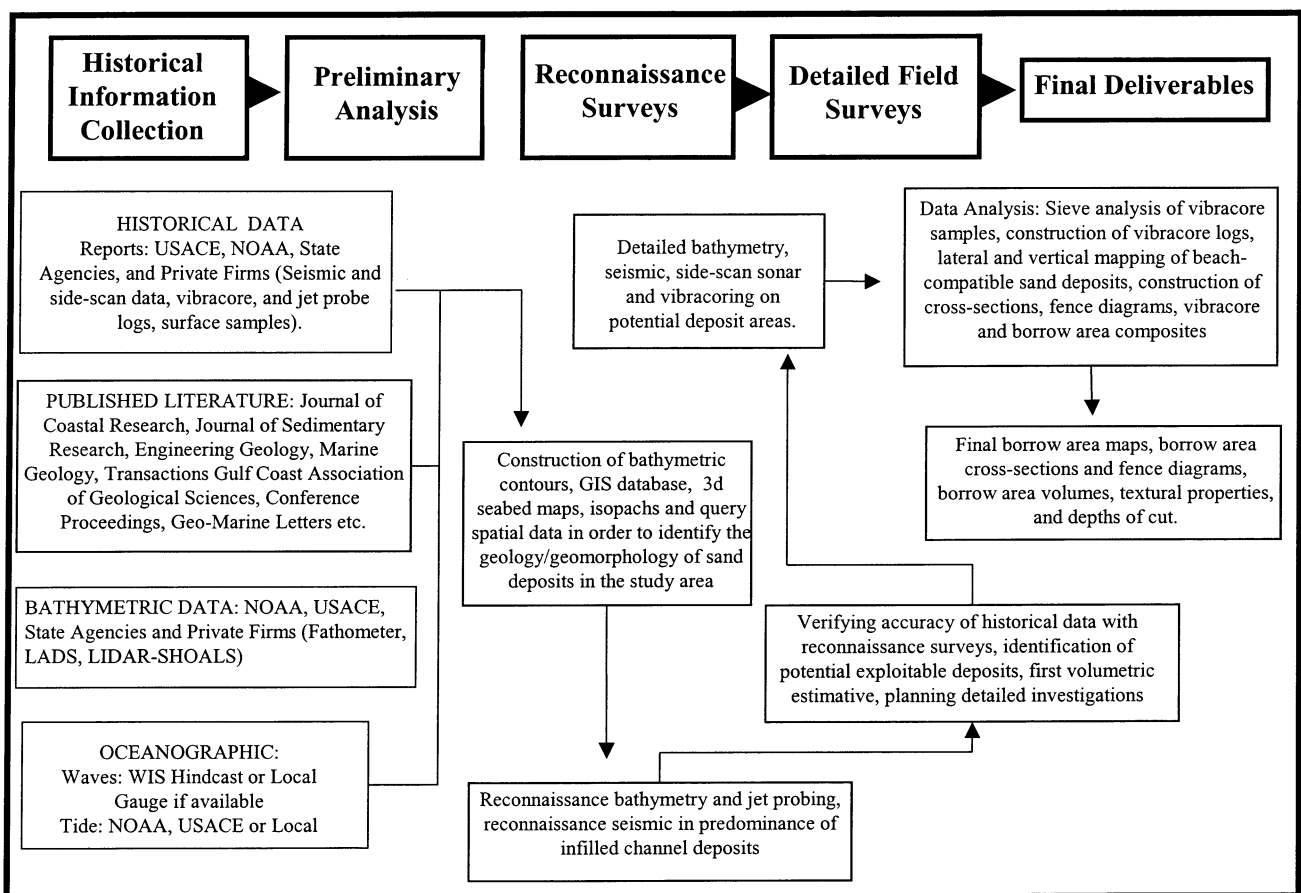 Historical
Information
Collection
Preliminary
Analysis
Reconnaissance
Surveys
Detailed Field
Surveys
Final Deliverables
HISTORICAL DATA
Reports: USACE, NOAA, State
Agencies, and Private Firms (Seismic and
side-scan data, vibracore, and jet probe
logs, surface samples).
PUBLISHED LITERATURE: Journal of
Coastal Research, Journal of Sedimentary
Research, Engineering Geology, Marine
Geology, Transactions Gulf Coast Association
of Geological Sciences, Conference
Proceedings, Geo-Marine Letters etc.
BATHYMETRIC DATA: NOAA, USACE,
State Agencies and Private Firms (Fathometer,
LADS, LIDAR-SHOALS)
OCEANOGRAPHIC:
Waves: WIS Hindcast or Local
Gauge if available
Tide: NOAA, USACE or Local
Construction of bathymetric
contours, GIS database, 3d
seabed maps, isopachs and query
spatial data in order to identify the
geology/geomorphology of sand
deposits in the study area
Reconnaissance bathymetry and jet probing,
reconnaissance seismic in predominance of
infilled channel deposits
Verifying accuracy of historical data with
reconnaissance surveys, identification of
potential exploitable deposits, first volumetric
estimative, planning detailed investigations
Detailed bathymetry,
seismic, side-scan sonar
and vibracoring on
potential deposit areas.
Data Analysis: Sieve analysis of vibracore
samples, construction of vibracore logs,
lateral and vertical mapping of beach-
compatible sand deposits, construction of
cross-sections, fence diagrams, vibracore
and borrow area composites
Final borrow area maps, borrow area
cross-sections and fence diagrams,
borrow area volumes, textural properties,
and depths of cut.